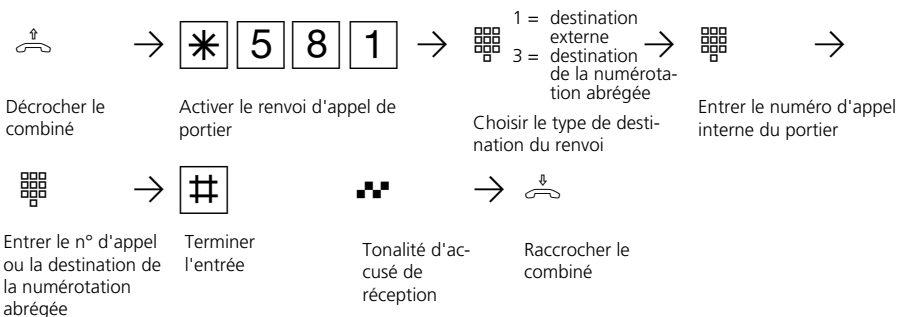 * 5 8 1
1 = destination
externe
3 = destination
de la numérota-
tion abrégée
Décrocher le
combiné
Activer le renvoi d'appel de
portier
Choisir le type de desti-
nation du renvoi
Entrer le numéro d'appel
interne du portier
#
Entrer le n° d'appel
ou la destination de
la numérotation
abrégée
Terminer
l'entrée
Tonalité d'ac-
cusé de
réception
Raccrocher le
combiné